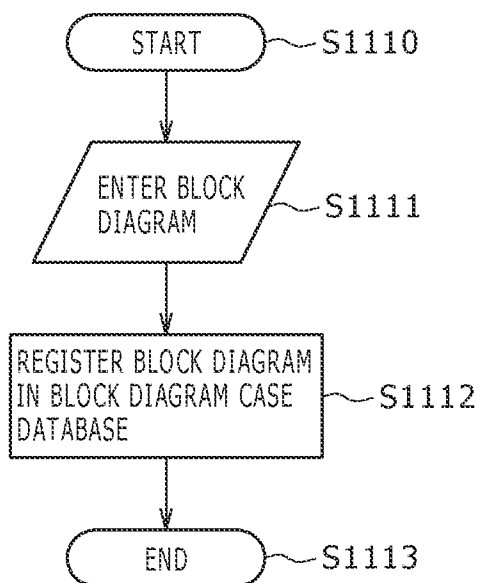 START
S1110
ENTER BLOCK
DIAGRAM
S1111
REGISTER BLOCK DIAGRAM
IN BLOCK DIAGRAM CASE
DATABASE
S1112
END
S1113